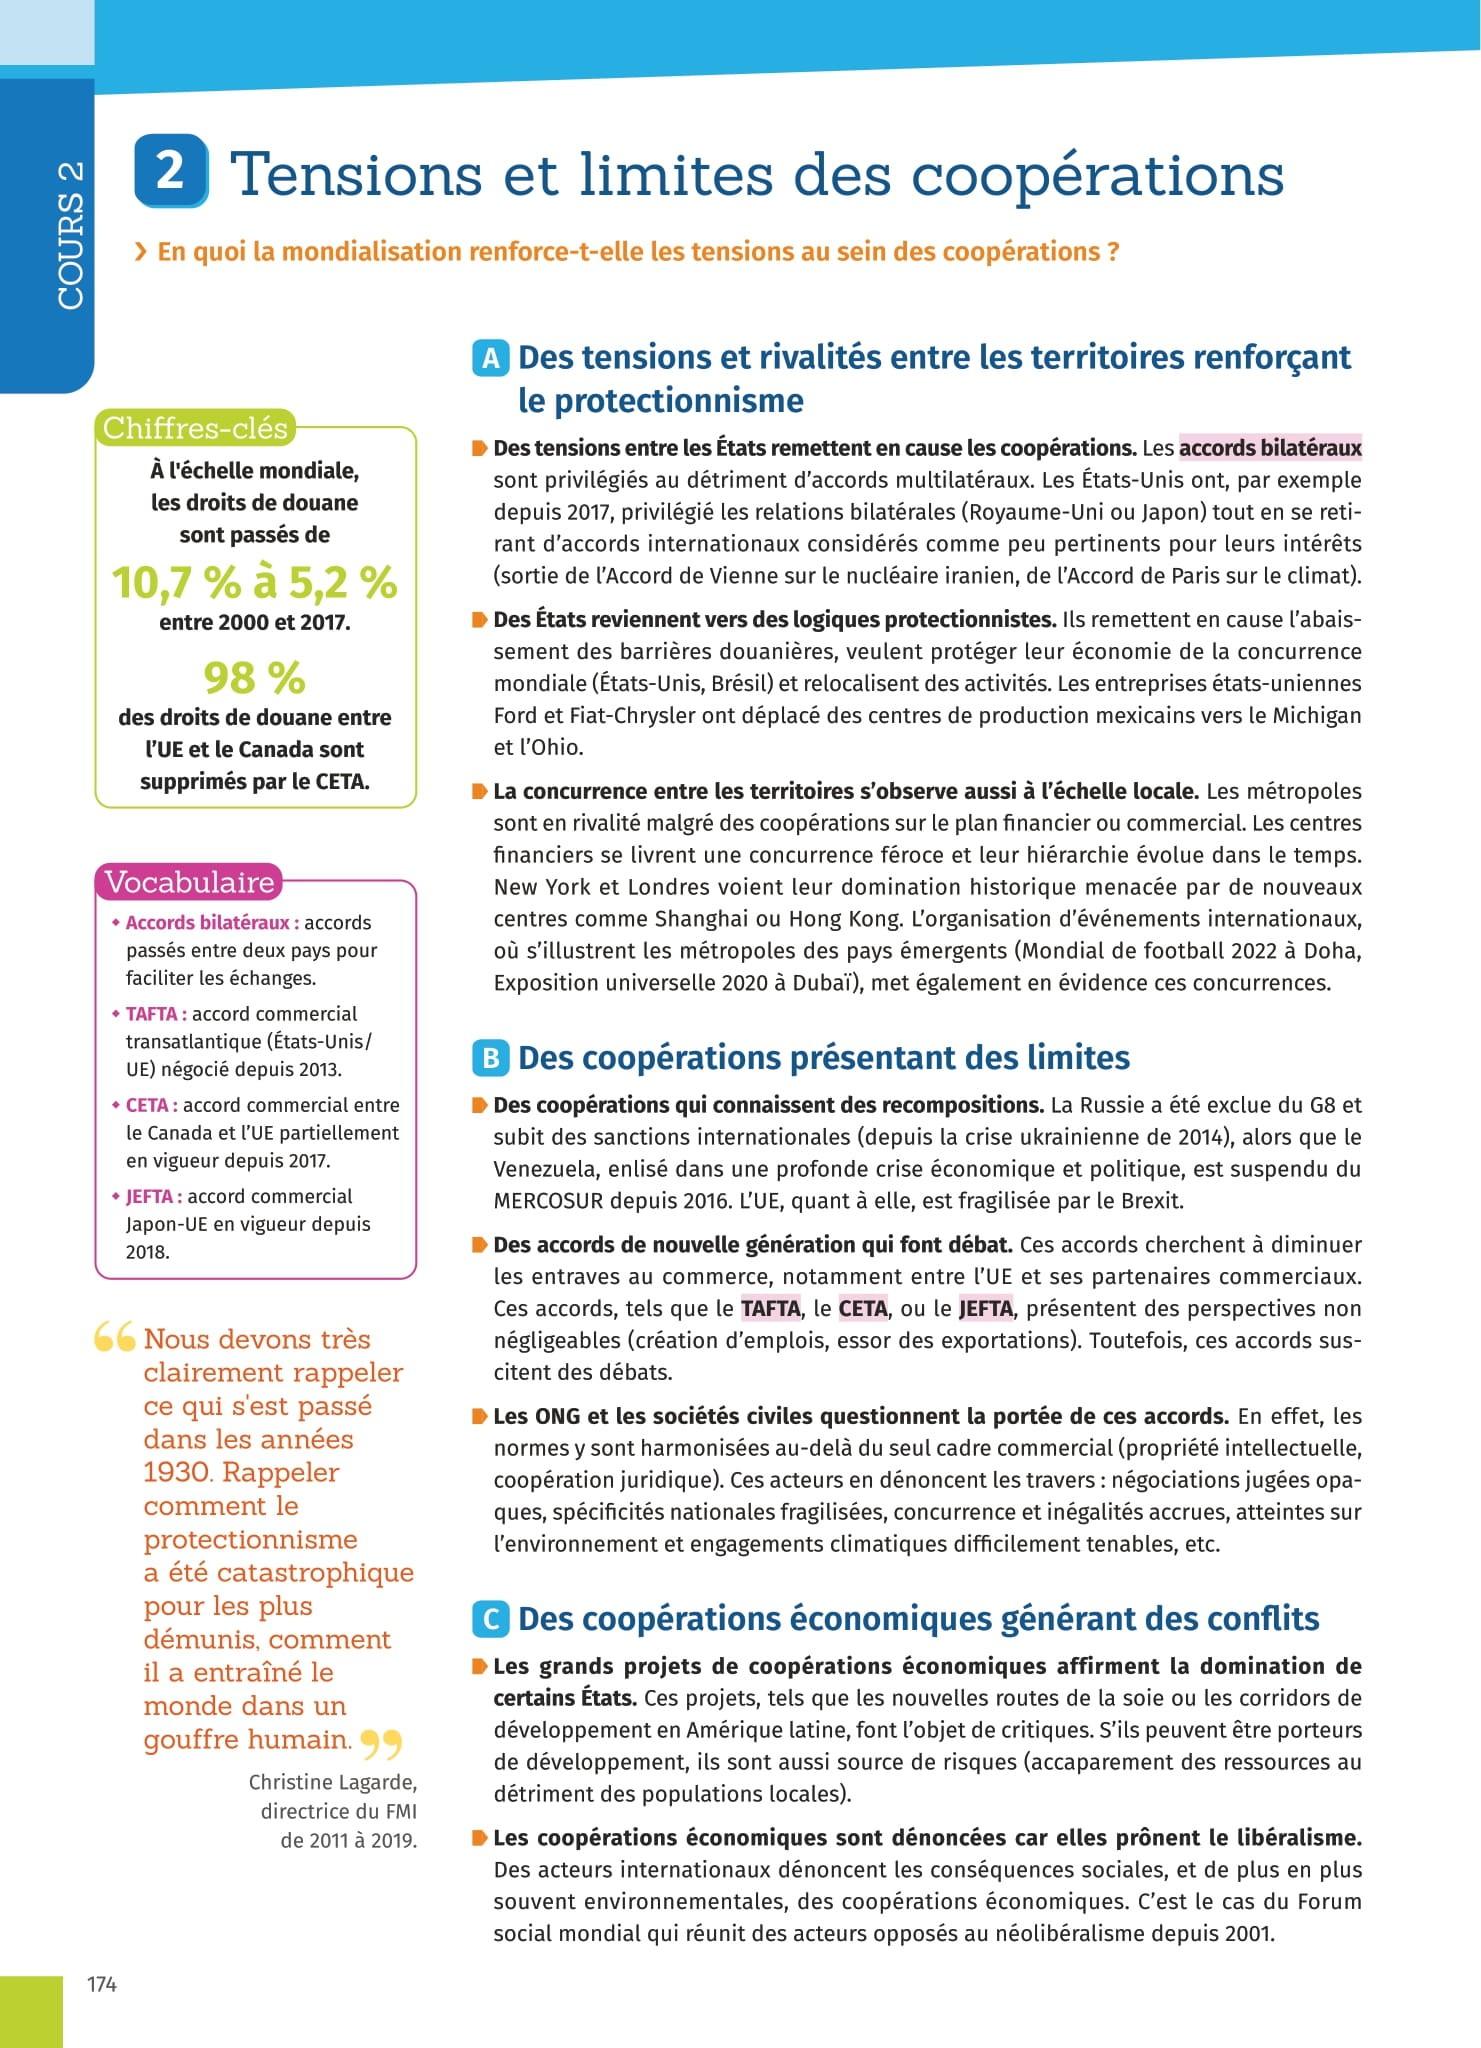 COURS 2
2 Tensions et limites des coopérations
› En quoi la mondialisation renforce-t-elle les tensions au sein des coopérations ?
Chiffres-clés
À l'échelle mondiale,
les droits de douane
sont passés de
10,7 % à 5,2 %
entre 2000 et 2017.
98 %
des droits de douane entre
l’UE et le Canada sont
supprimés par le CETA.
Vocabulaire
• Accords bilatéraux : accords
passés entre deux pays pour
faciliter les échanges.
• TAFTA : accord commercial
transatlantique (États-Unis/
UE) négocié depuis 2013.
• CETA : accord commercial entre
le Canada et l’UE partiellement
en vigueur depuis 2017.
• JEFTA : accord commercial
Japon-UE en vigueur depuis
2018.
“ Nous devons très
clairement rappeler
ce qui s'est passé
dans les années
1930. Rappeler
comment le
protectionnisme
a été catastrophique
pour les plus
démunis, comment
il a entraîné le
monde dans un
gouffre humain. ”
Christine Lagarde,
directrice du FMI
de 2011 à 2019.
A Des tensions et rivalités entre les territoires renforçant
le protectionnisme
Des tensions entre les États remettent en cause les coopérations. Les accords bilatéraux
sont privilégiés au détriment d’accords multilatéraux. Les États-Unis ont, par exemple
depuis 2017, privilégié les relations bilatérales (Royaume-Uni ou Japon) tout en se reti-
rant d’accords internationaux considérés comme peu pertinents pour leurs intérêts
(sortie de l’Accord de Vienne sur le nucléaire iranien, de l’Accord de Paris sur le climat).
Des États reviennent vers des logiques protectionnistes. Ils remettent en cause l’abais-
sement des barrières douanières, veulent protéger leur économie de la concurrence
mondiale (États-Unis, Brésil) et relocalisent des activités. Les entreprises états-uniennes
Ford et Fiat-Chrysler ont déplacé des centres de production mexicains vers le Michigan
et l’Ohio.
La concurrence entre les territoires s’observe aussi à l’échelle locale. Les métropoles
sont en rivalité malgré des coopérations sur le plan financier ou commercial. Les centres
financiers se livrent une concurrence féroce et leur hiérarchie évolue dans le temps.
New York et Londres voient leur domination historique menacée par de nouveaux
centres comme Shanghai ou Hong Kong. L’organisation d’événements internationaux,
où s’illustrent les métropoles des pays émergents (Mondial de football 2022 à Doha,
Exposition universelle 2020 à Dubaï), met également en évidence ces concurrences.
B Des coopérations présentant des limites
Des coopérations qui connaissent des recompositions. La Russie a été exclue du G8 et
subit des sanctions internationales (depuis la crise ukrainienne de 2014), alors que le
Venezuela, enlisé dans une profonde crise économique et politique, est suspendu du
MERCOSUR depuis 2016. L’UE, quant à elle, est fragilisée par le Brexit.
Des accords de nouvelle génération qui font débat. Ces accords cherchent à diminuer
les entraves au commerce, notamment entre l’UE et ses partenaires commerciaux.
Ces accords, tels que le TAFTA, le CETA, ou le JEFTA, présentent des perspectives non
négligeables (création d’emplois, essor des exportations). Toutefois, ces accords sus-
citent des débats.
Les ONG et les sociétés civiles questionnent la portée de ces accords. En effet, les
normes y sont harmonisées au-delà du seul cadre commercial (propriété intellectuelle,
coopération juridique). Ces acteurs en dénoncent les travers : négociations jugées opa-
ques, spécificités nationales fragilisées, concurrence et inégalités accrues, atteintes sur
l’environnement et engagements climatiques difficilement tenables, etc.
C Des coopérations économiques générant des conflits
Les grands projets de coopérations économiques affirment la domination de
certains États. Ces projets, tels que les nouvelles routes de la soie ou les corridors de
développement en Amérique latine, font l’objet de critiques. S’ils peuvent être porteurs
de développement, ils sont aussi source de risques (accaparement des ressources au
détriment des populations locales).
Les coopérations économiques sont dénoncées car elles prônent le libéralisme.
Des acteurs internationaux dénoncent les conséquences sociales, et de plus en plus
souvent environnementales, des coopérations économiques. C’est le cas du Forum
social mondial qui réunit des acteurs opposés au néolibéralisme depuis 2001.
174